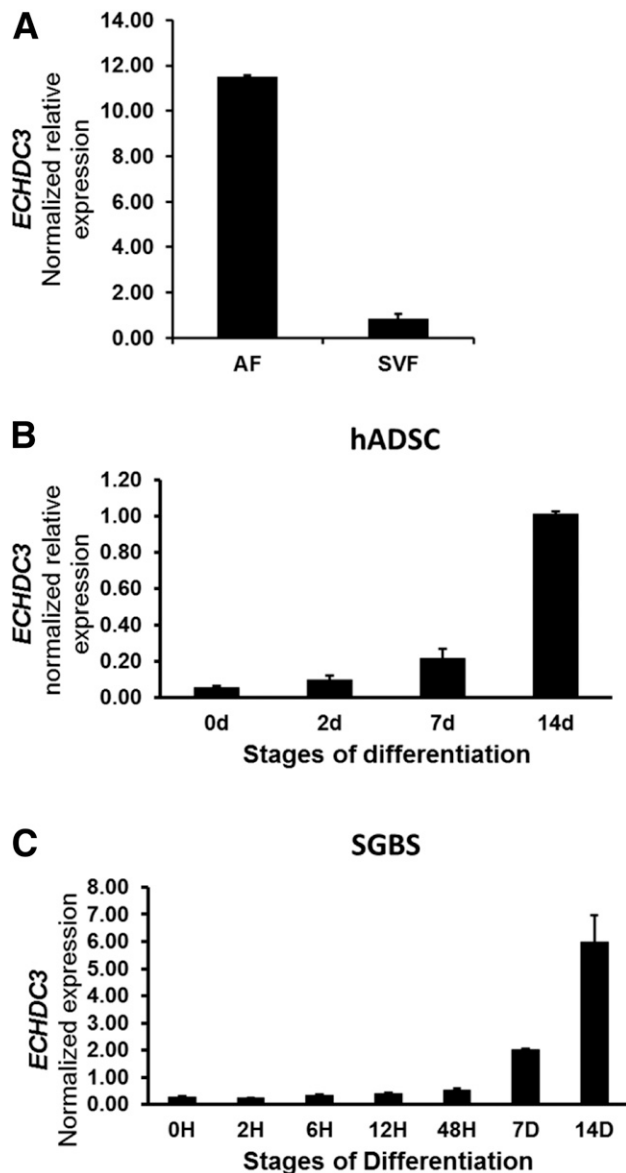 A
ECHDC3
Normalized relative
expression
14.00
12.00
10.00
8.00
6.00
4.00
2.00
0.00
AF SVF
B
hADSC
ECHDC3
normalized relative
expression
1.20
1.00
0.80
0.60
0.40
0.20
0.00
0d 2d 7d 14d
Stages of differentiation
C
SGBS
ECHDC3
Normalized expression
8.00
7.00
6.00
5.00
4.00
3.00
2.00
1.00
0.00
0H 2H 6H 12H 48H 7D 14D
Stages of Differentiation